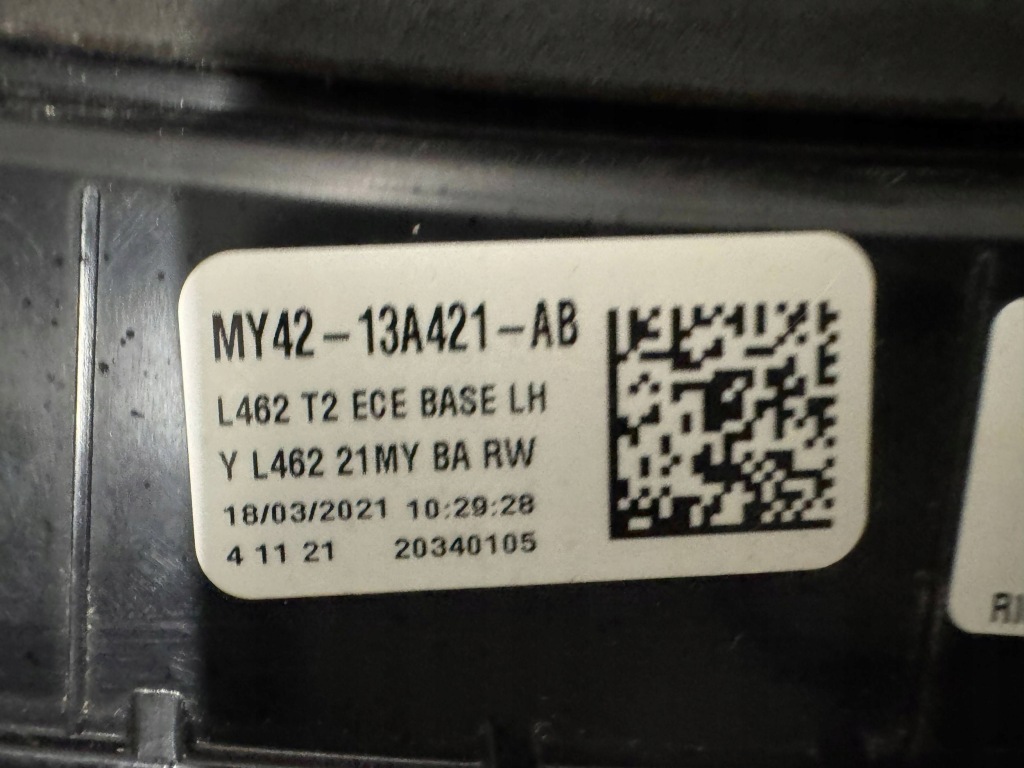 MY42-13A421-AB
L462 T2 ECE BASE LH
Y L462 21MY BA RW
18/03/2021 10:29:28
4 11 21 20340105